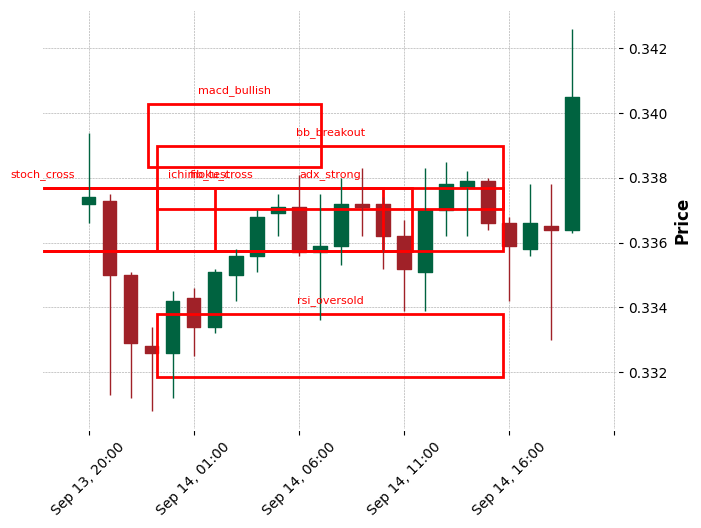 macd_bullish
bb_breakout
stoch_cross
adx_strong
rsi_oversold
0.342
0.340
0.338
0.336
0.334
0.332
Price
Sep 13, 20:00
Sep 14, 01:00
Sep 14, 06:00
Sep 14, 11:00
Sep 14, 16:00